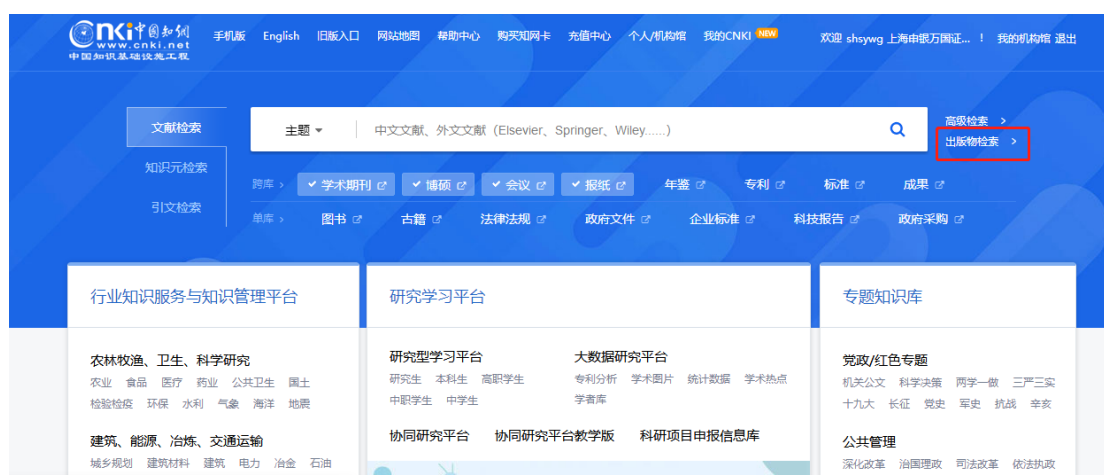 Cnki中国知网 手机版 English 旧版入口 网站地图 帮助中心 购买知网卡 充值中心 个人/机构馆 我的CNKI NEW 欢迎 shsywg 上海申银万国证... ! 我的机构馆 退出
www.cnki.net
中国知识基础设施工程
文献检索 主题 中文文献、外文文献（Elsevier、Springer、Wiley......） 高级检索 >
出版物检索 >
知识元检索
跨库 > 学术期刊 博硕 会议 报纸 年鉴 专利 标准 成果
引文检索
单库 > 图书 古籍 法律法规 政府文件 企业标准 科技报告 政府采购
行业知识服务与知识管理平台 研究学习平台 专题知识库
农林牧渔、卫生、科学研究 研究型学习平台 大数据研究平台 党政/红色专题
农业 食品 医疗 药业 公共卫生 国土 研究生 本科生 高职学生 专利分析 学术图片 统计数据 学术热点 机关公文 科学决策 两学一做 三严三实
检验检疫 环保 水利 气象 海洋 地震 中职学生 中学生 学者库 十九大 长征 党史 军史 抗战 辛亥
建筑、能源、冶炼、交通运输 协同研究平台 协同研究平台教学版 科研项目申报信息库 公共管理
城乡规划 建筑材料 建筑 电力 冶金 石油 深化改革 治国理政 司法改革 依法执政